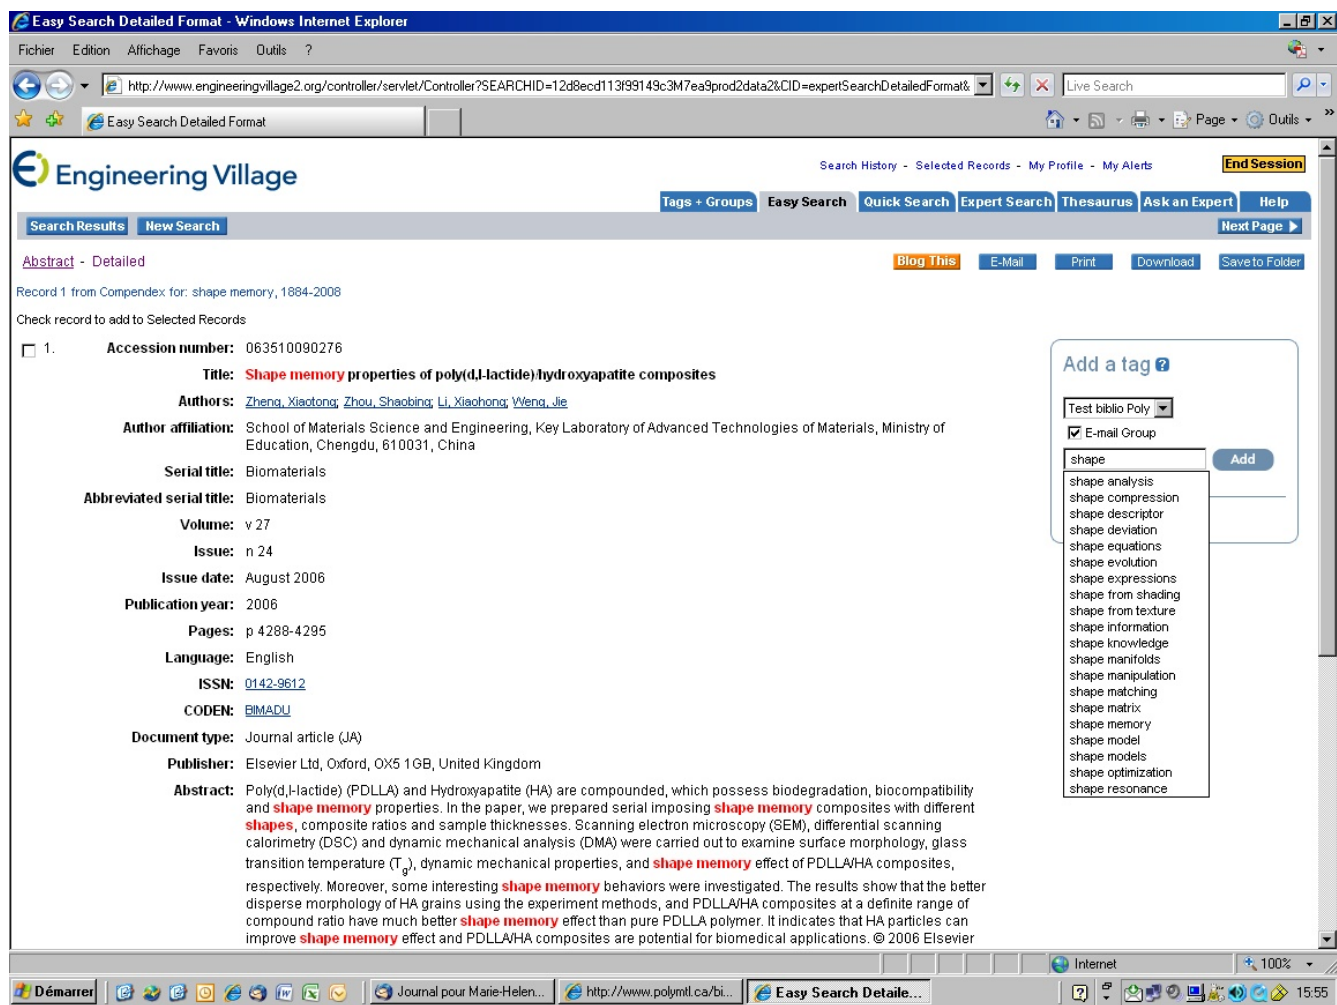 Easy Search Detailed Format - Windows Internet Explorer
Fichier Edition Affichage Favoris Outils ?
http://www.engineeringvillage2.org/controller/servlet/Controller?SEARCHID=12d8ecd113f99149c3M7ea9prod2data2&CID=expertSearchDetailedFormat&
Live Search
Easy Search Detailed Format
Page Outils »
Engineering Village
Search History - Selected Records - My Profile - My Alerts
End Session
Tags + Groups Easy Search Quick Search Expert Search Thesaurus Ask an Expert Help
Search Results New Search
Next Page
Abstract - Detailed
Blog This E-Mail Print Download Save to Folder
Record 1 from Compendex for: shape memory, 1884-2008
Check record to add to Selected Records
1. Accession number: 063510090276
Title: Shape memory properties of poly(d,l-lactide)/hydroxyapatite composites
Authors: Zheng, Xiaotong; Zhou, Shaobing; Li, Xiaohong; Weng, Jie
Author affiliation: School of Materials Science and Engineering, Key Laboratory of Advanced Technologies of Materials, Ministry of
Education, Chengdu, 610031, China
Serial title: Biomaterials
Abbreviated serial title: Biomaterials
Volume: v 27
Issue: n 24
Issue date: August 2006
Publication year: 2006
Pages: p 4288-4295
Language: English
ISSN: 0142-9612
CODEN: BIMADU
Document type: Journal article (JA)
Publisher: Elsevier Ltd, Oxford, OX5 1GB, United Kingdom
Abstract: Poly(d,l-lactide) (PDLLA) and Hydroxyapatite (HA) are compounded, which possess biodegradation, biocompatibility
and shape memory properties. In the paper, we prepared serial imposing shape memory composites with different
shapes, composite ratios and sample thicknesses. Scanning electron microscopy (SEM), differential scanning
calorimetry (DSC) and dynamic mechanical analysis (DMA) were carried out to examine surface morphology, glass
transition temperature (Tg), dynamic mechanical properties, and shape memory effect of PDLLA/HA composites,
respectively. Moreover, some interesting shape memory behaviors were investigated. The results show that the better
disperse morphology of HA grains using the experiment methods, and PDLLA/HA composites at a definite range of
compound ratio have much better shape memory effect than pure PDLLA polymer. It indicates that HA particles can
improve shape memory effect and PDLLA/HA composites are potential for biomedical applications. © 2006 Elsevier
Add a tag ?
Test biblio Poly
E-mail Group
shape
Add
shape analysis
shape compression
shape descriptor
shape deviation
shape equations
shape evolution
shape expressions
shape from shading
shape from texture
shape information
shape knowledge
shape manifolds
shape manipulation
shape matching
shape matrix
shape memory
shape model
shape models
shape optimization
shape resonance
Internet 100%
Démarrer Journal pour Marie-Helen... http://www.polymtl.ca/bi... Easy Search Detaile... 15:55